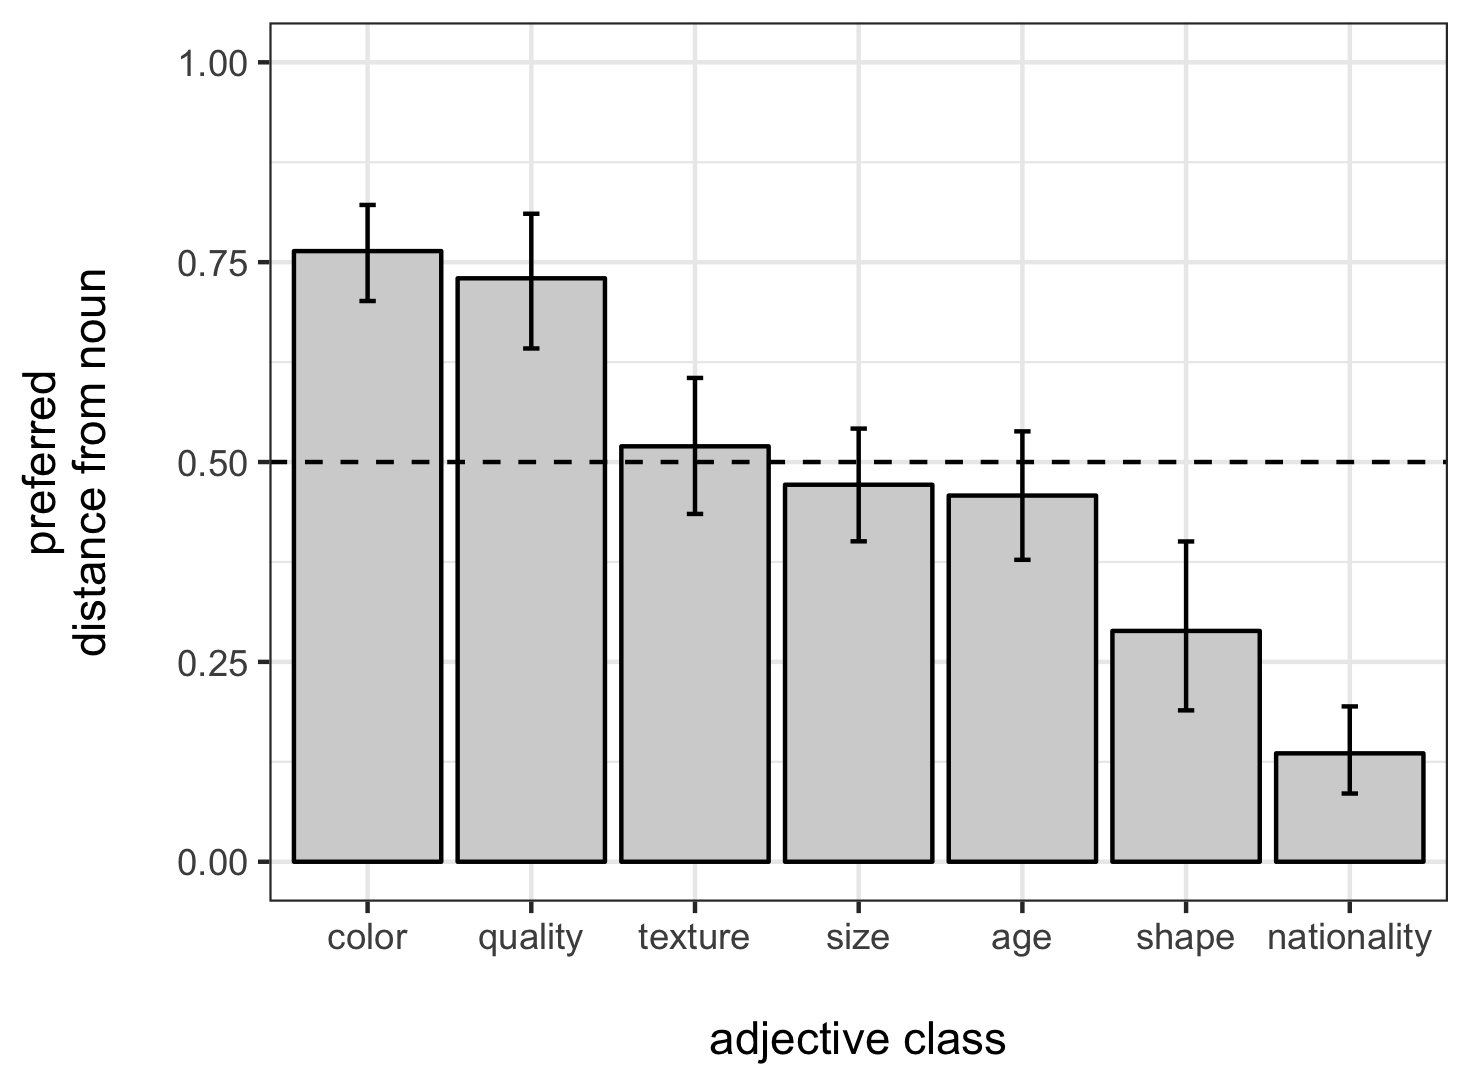 preferred
distance from noun
1.00
0.75
0.50
0.25
0.00
color quality texture size age shape nationality
adjective class